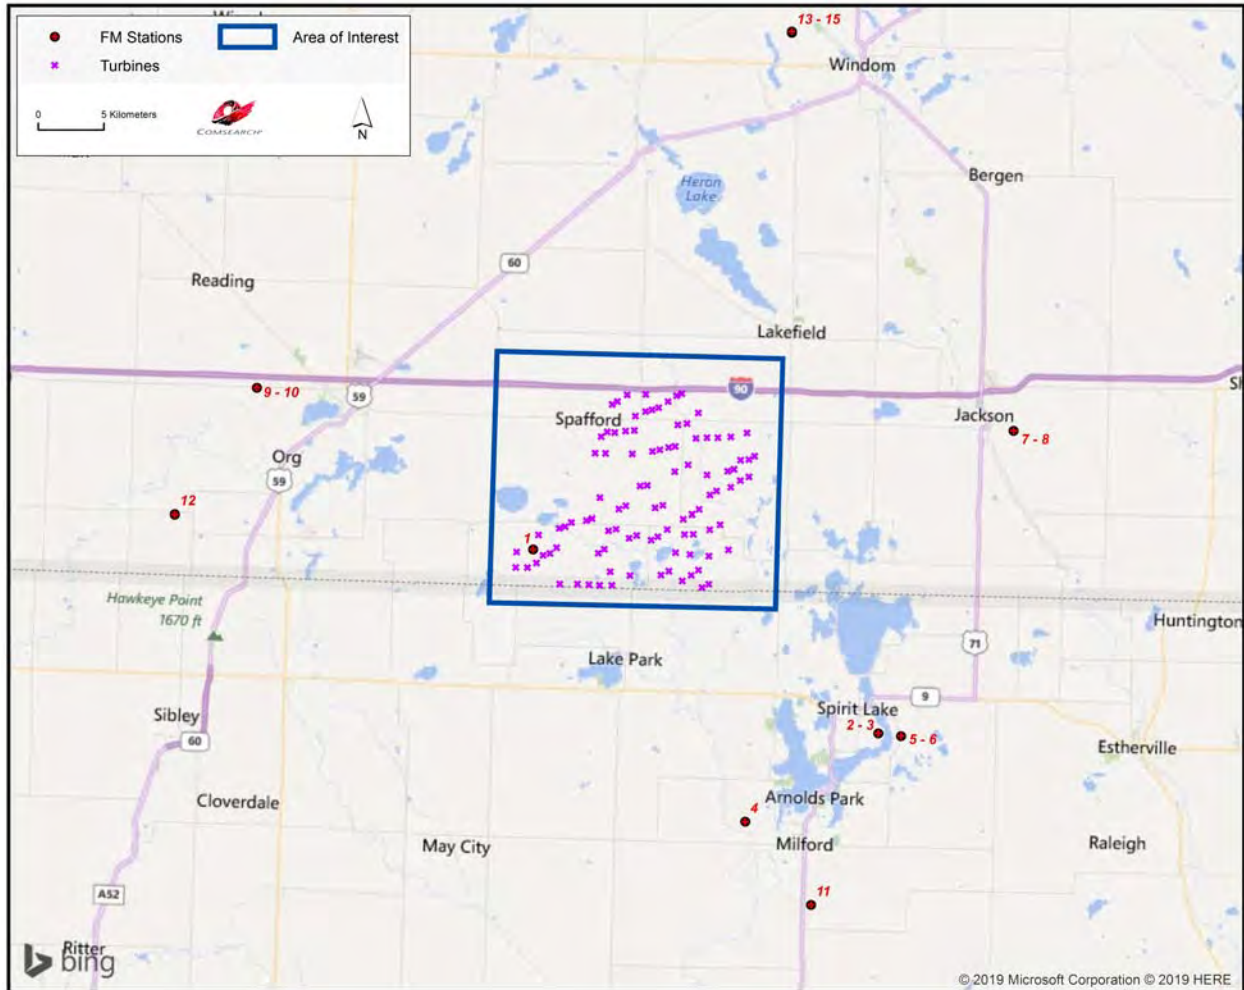 13 - 15
FM Stations
Area of Interest
Turbines
Windom
0
5 Kilometers
COMSEARCH
N
Bergen
Heron
Lake
60
Reading
Lakefield
9 - 10
59
90
Spafford
Jackson
7 - 8
Org
59
12
1
Hawkeye Point
1670 ft
Huntington
71
Lake Park
9
Sibley
60
Spirit Lake
2 - 3
5 - 6
Estherville
Cloverdale
Arnolds Park
4
May City
Milford
Raleigh
A52
11
Ritter
bing
© 2019 Microsoft Corporation © 2019 HERE